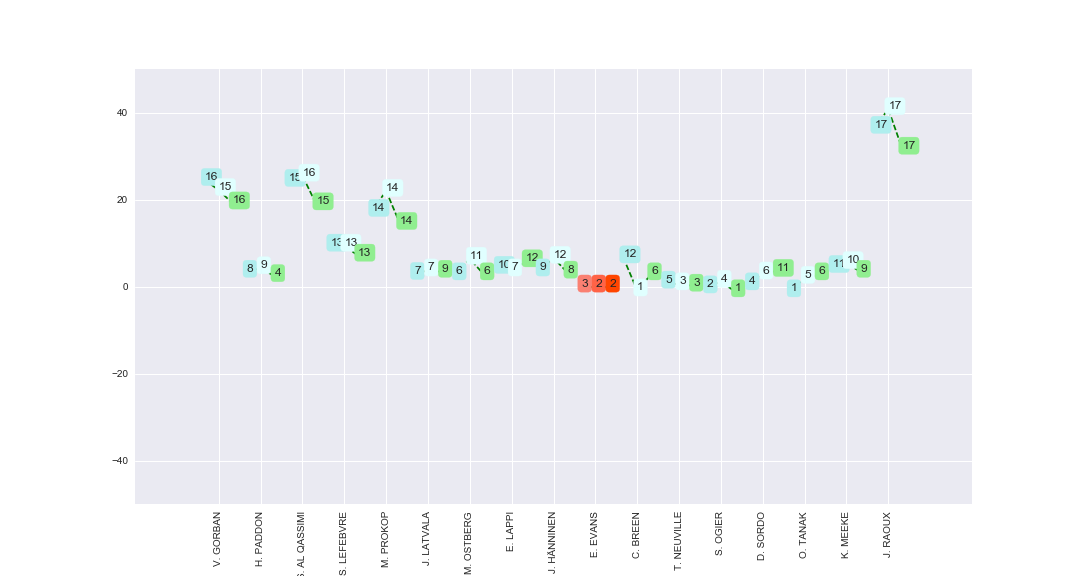 40
20
0
−20
−40
16 15 16
8 9 4
15 16 15
13 13 13
14 14 14
7 7 9
6 11 6
10 7 12
9 12 8
3 2 2
12 1 6
5 3 3
2 4 1
4 6 11
1 5 6
11 10 9
17 17 17
V. GORBAN
H. PADDON
AL QASSIMI
S. LEFEBVRE
M. PROKOP
J. LATVALA
M. OSTBERG
E. LAPPI
J. HÄNNINEN
E. EVANS
C. BREEN
T. NEUVILLE
S. OGIER
D. SORDO
O. TANAK
K. MEEKE
J. RAOUX